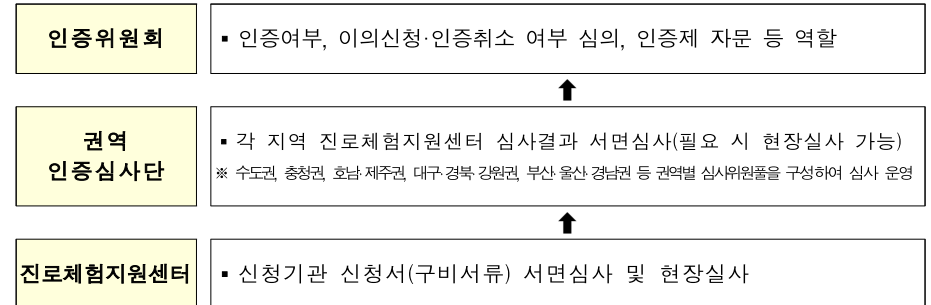 인증위원회
▪ 인증여부, 이의신청·인증취소 여부 심의, 인증제 자문 등 역할
권역
인증심사단
▪ 각 지역 진로체험지원센터 심사결과 서면심사(필요 시 현장실사 가능)
※ 수도권, 충청권, 호남·제주권, 대구·경북·강원권, 부산·울산·경남권 등 권역별 심사위원풀을 구성하여 심사 운영
진로체험지원센터
▪ 신청기관 신청서(구비서류) 서면심사 및 현장실사